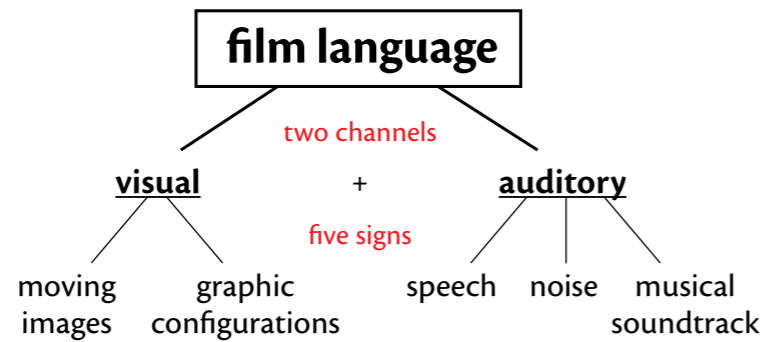 film language
two channels
visual + auditory
five signs
moving images
graphic configurations
speech
noise
musical soundtrack